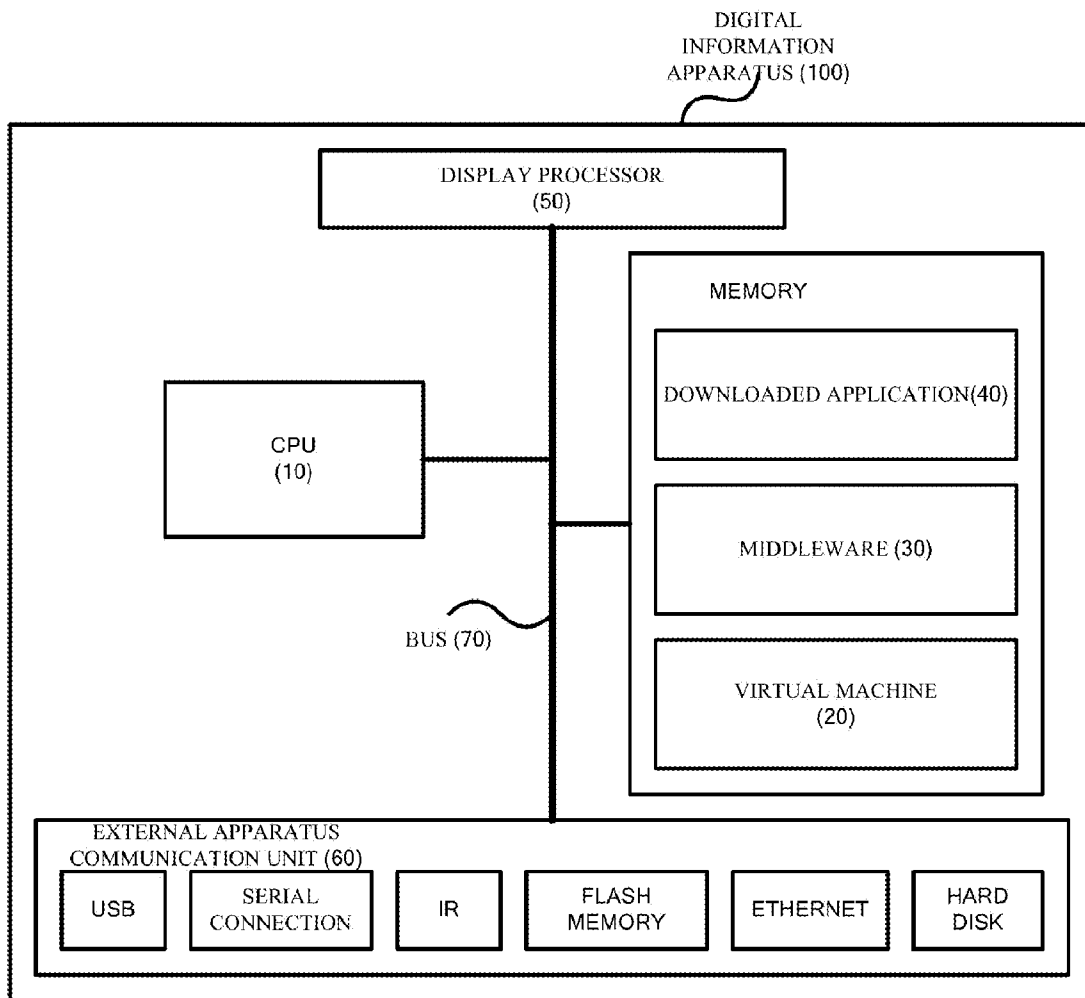 DIGITAL
INFORMATION
APPARATUS (100)
DISPLAY PROCESSOR
(50)
MEMORY
DOWNLOADED APPLICATION(40)
CPU
(10)
MIDDLEWARE (30)
BUS (70)
VIRTUAL MACHINE
(20)
EXTERNAL APPARATUS
COMMUNICATION UNIT (60)
USB
SERIAL
CONNECTION
IR
FLASH
MEMORY
ETHERNET
HARD
DISK